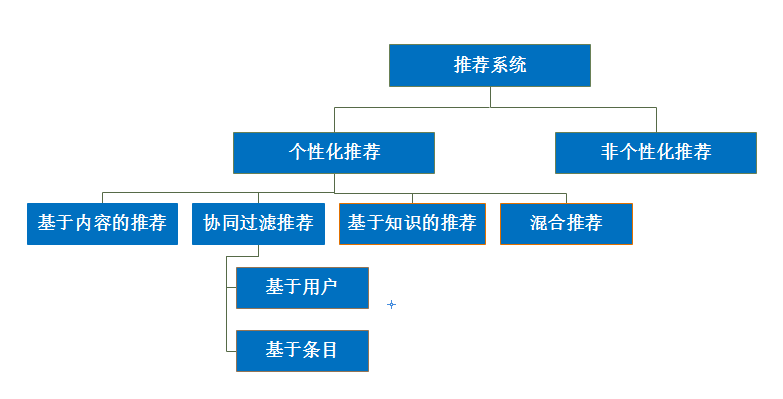 推荐系统
个性化推荐
非个性化推荐
基于内容的推荐
协同过滤推荐
基于知识的推荐
混合推荐
基于用户
基于条目